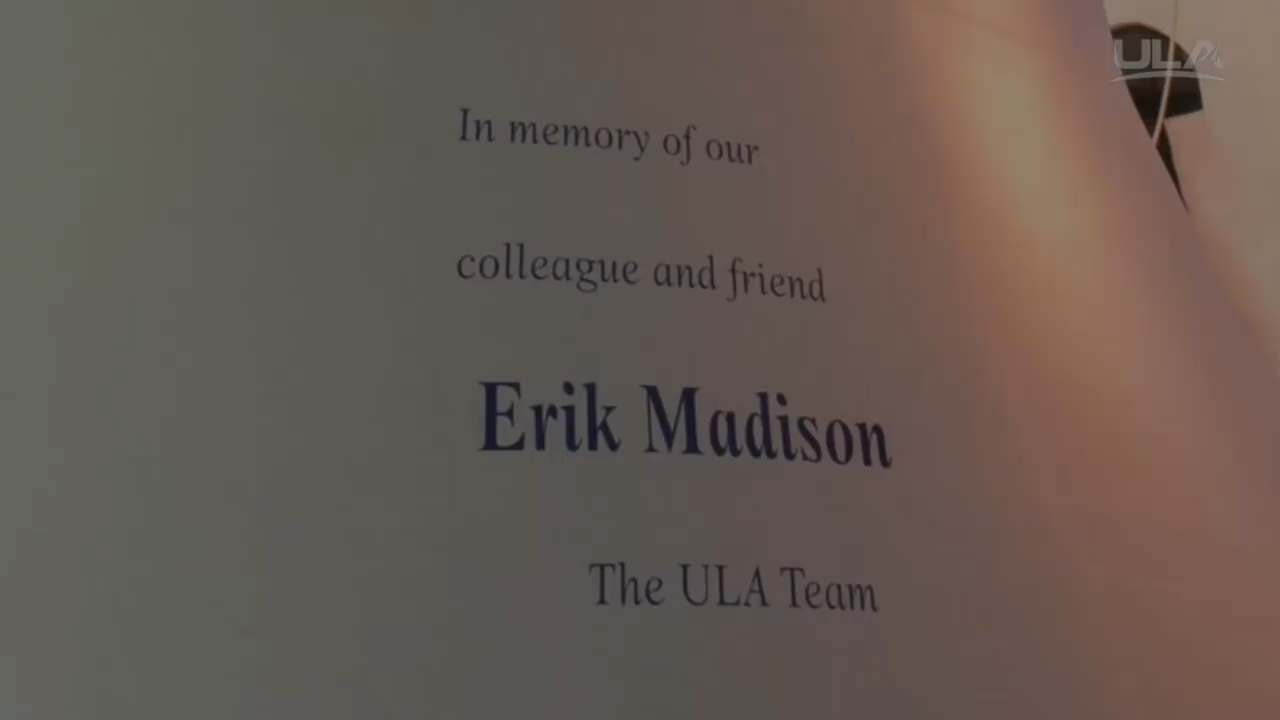 ULA
In memory of our
colleague and friend
Erik Madison
The ULA Team